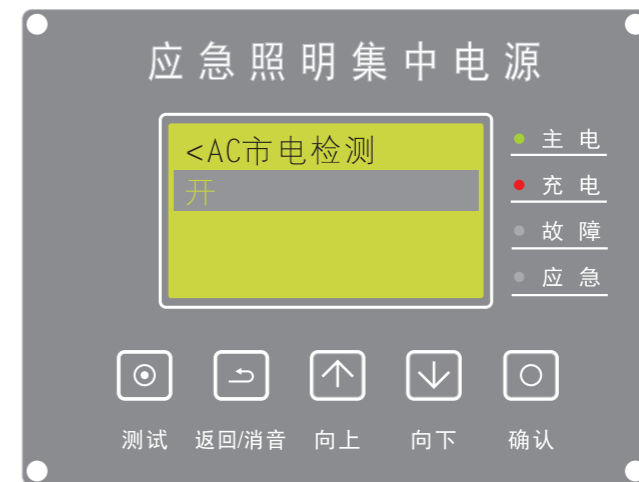 应急照明集中电源
<AC市电检测
开
主电
充电
故障
应急
测试 返回/消音 向上 向下 确认